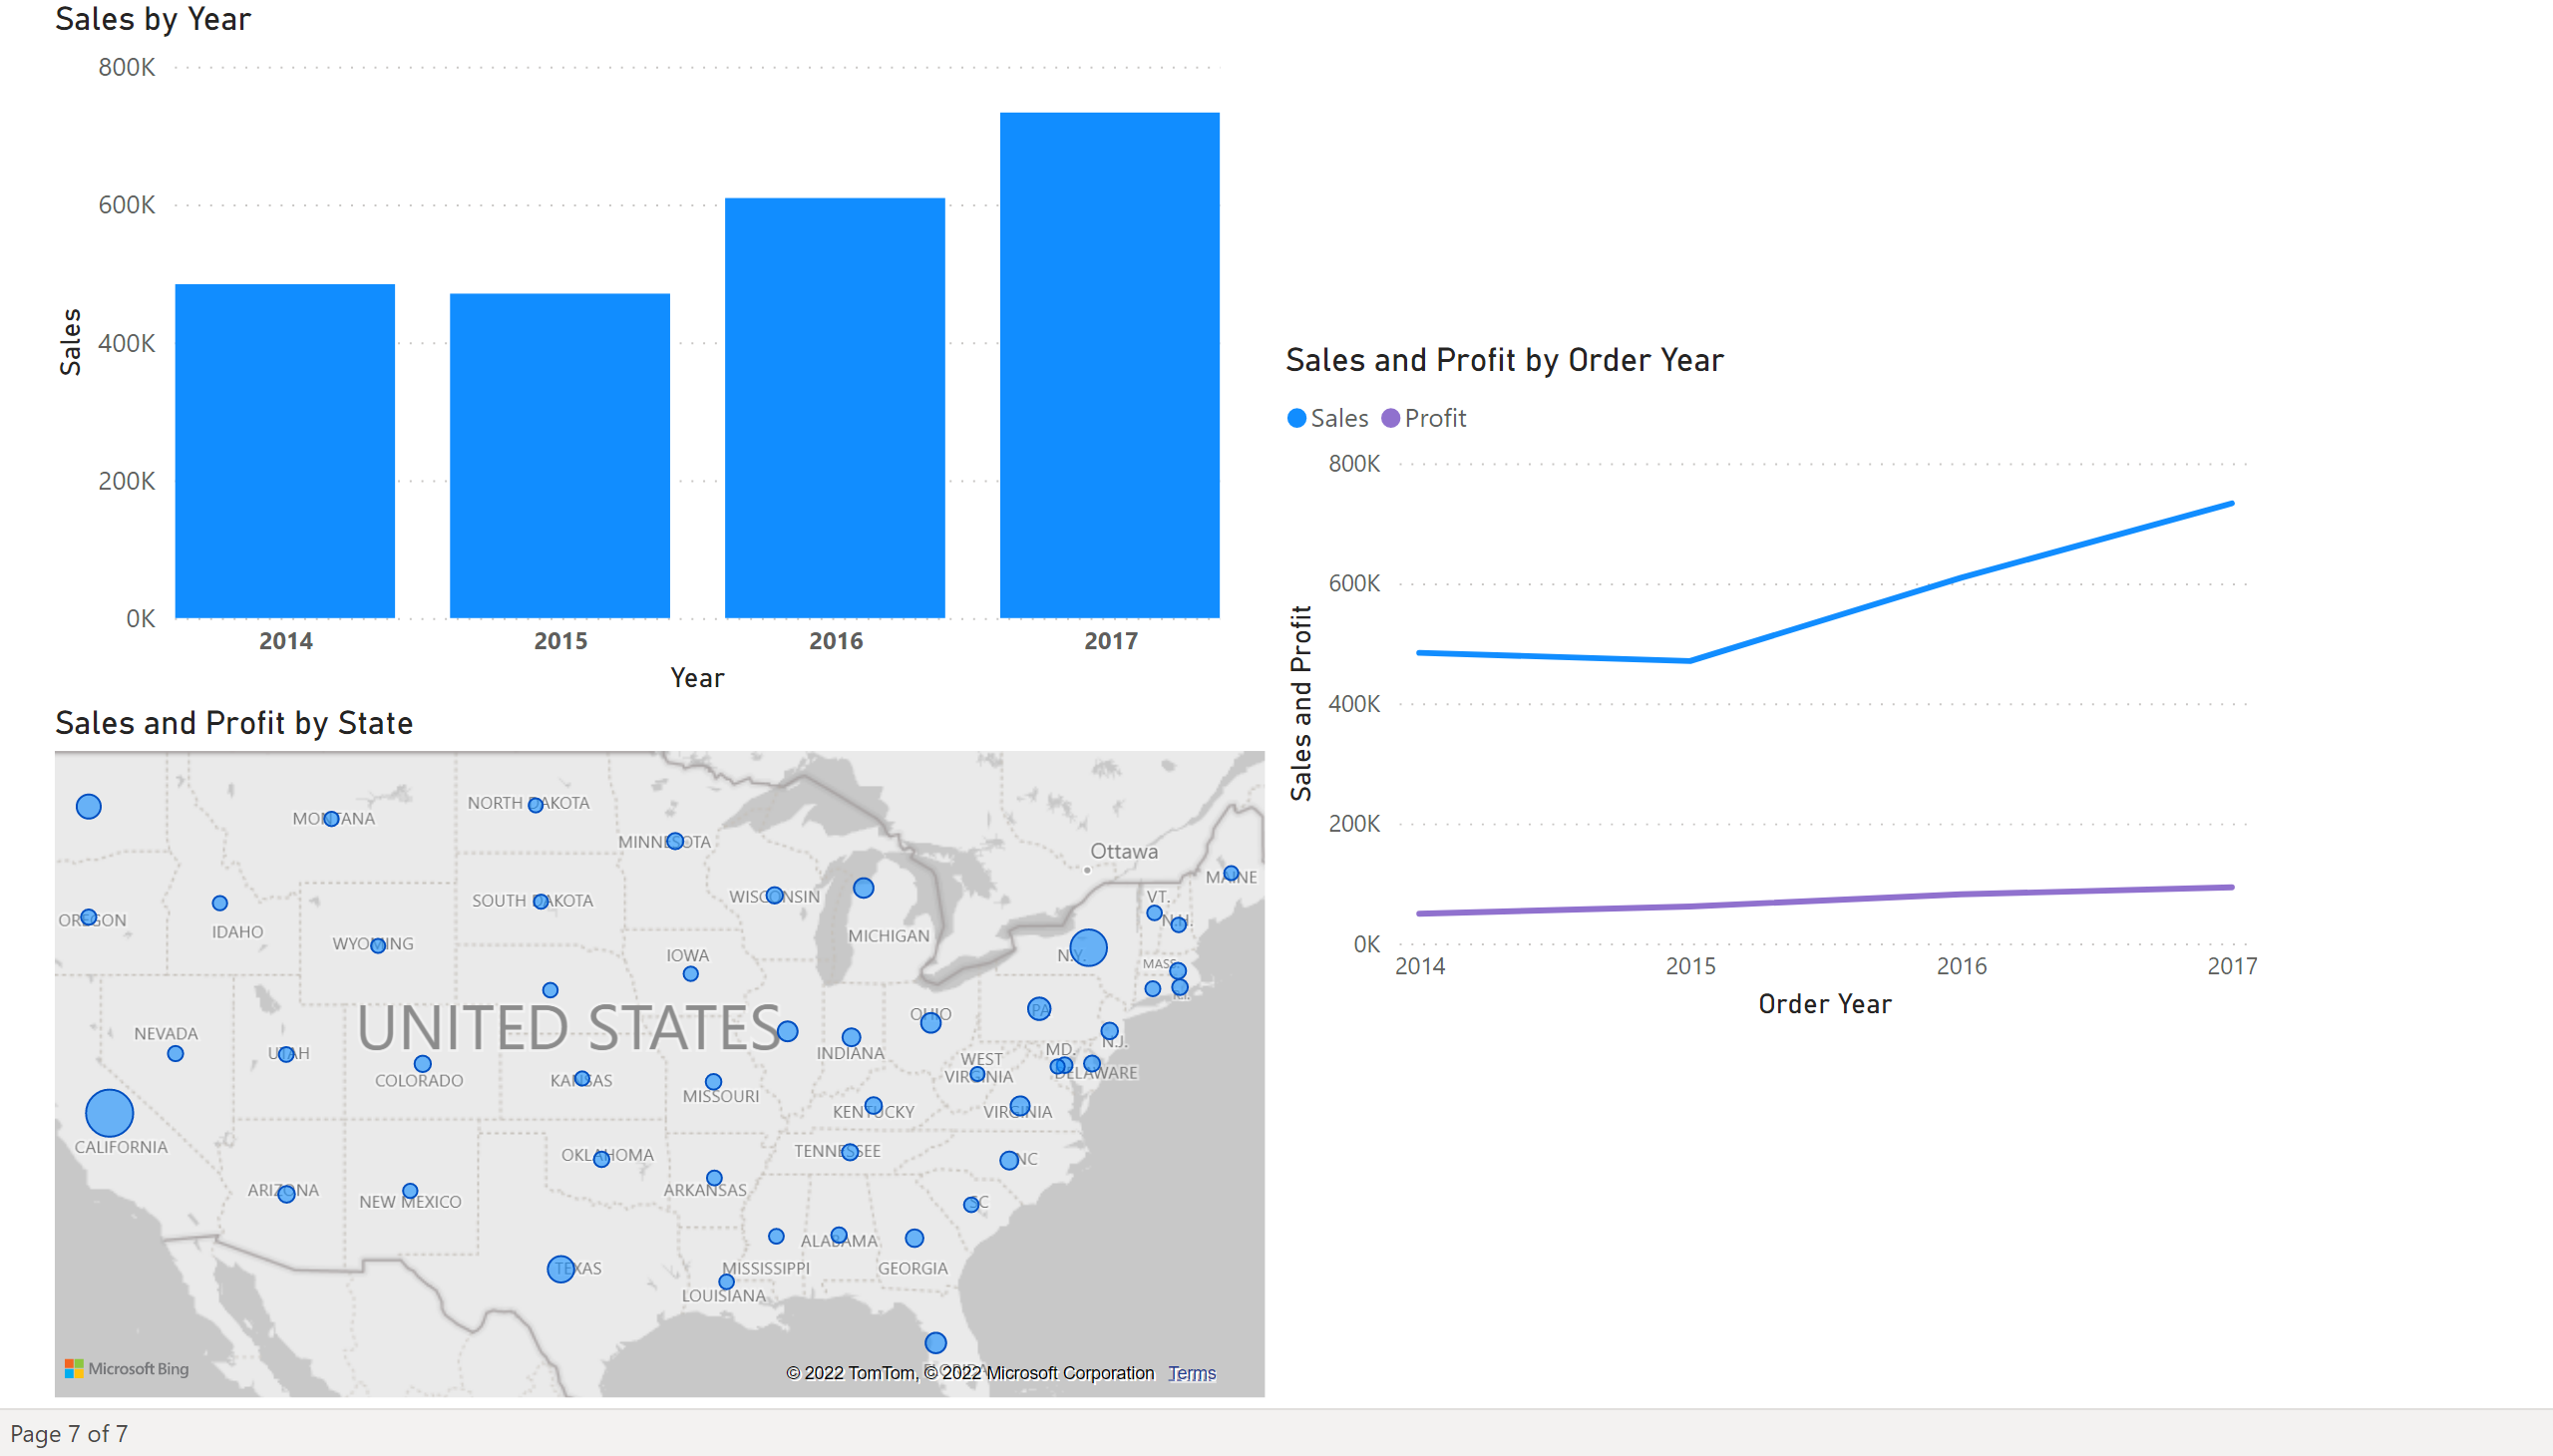 Sales by Year
800K
600K
400K
200K
0K
Sales
2014 2015 2016 2017
Year
Sales and Profit by State
NORTH DAKOTA
MONTANA
MINNESOTA
Ottawa
MAINE
VT.
N.H.
WISCONSIN
SOUTH DAKOTA
OREGON
IDAHO
WYOMING
MICHIGAN
IOWA
N.Y.
MASS.
R.I.
UNITED STATES
OHIO
PA
NEVADA
UTAH
INDIANA
N.J.
MD.
WEST
VIRGINIA
DELAWARE
COLORADO
KANSAS
MISSOURI
KENTUCKY
VIRGINIA
CALIFORNIA
OKLAHOMA
TENNESSEE
NC
ARIZONA
NEW MEXICO
ARKANSAS
SC
ALABAMA
TEXAS
MISSISSIPPI
GEORGIA
LOUISIANA
FLORIDA
Microsoft Bing
© 2022 TomTom, © 2022 Microsoft Corporation Terms
Sales and Profit by Order Year
Sales Profit
800K
600K
400K
200K
0K
Sales and Profit
2014 2015 2016 2017
Order Year
Page 7 of 7